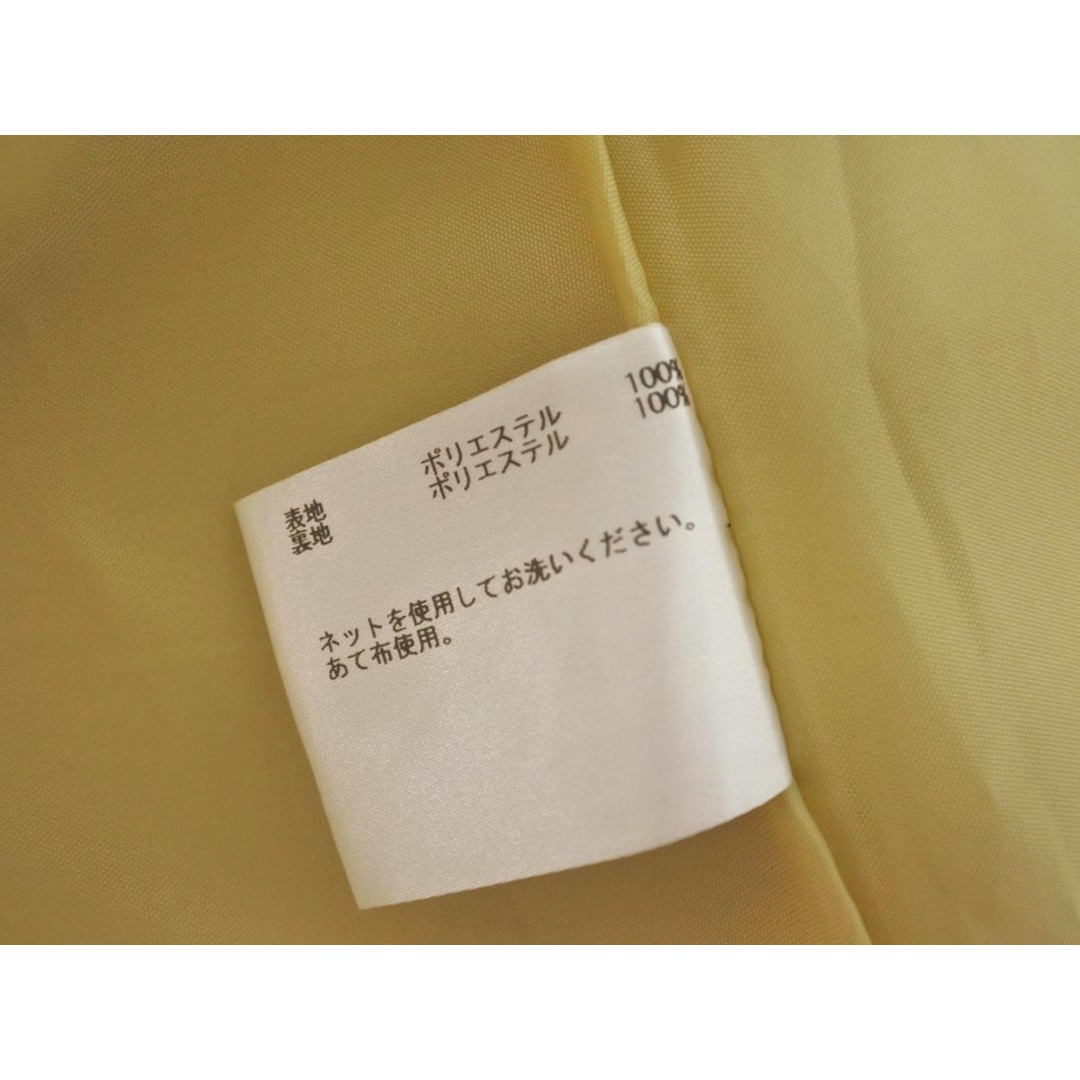 表地 ポリエステル 100%
裏地 ポリエステル 100%
ネットを使用してお洗いください。
あて布使用。